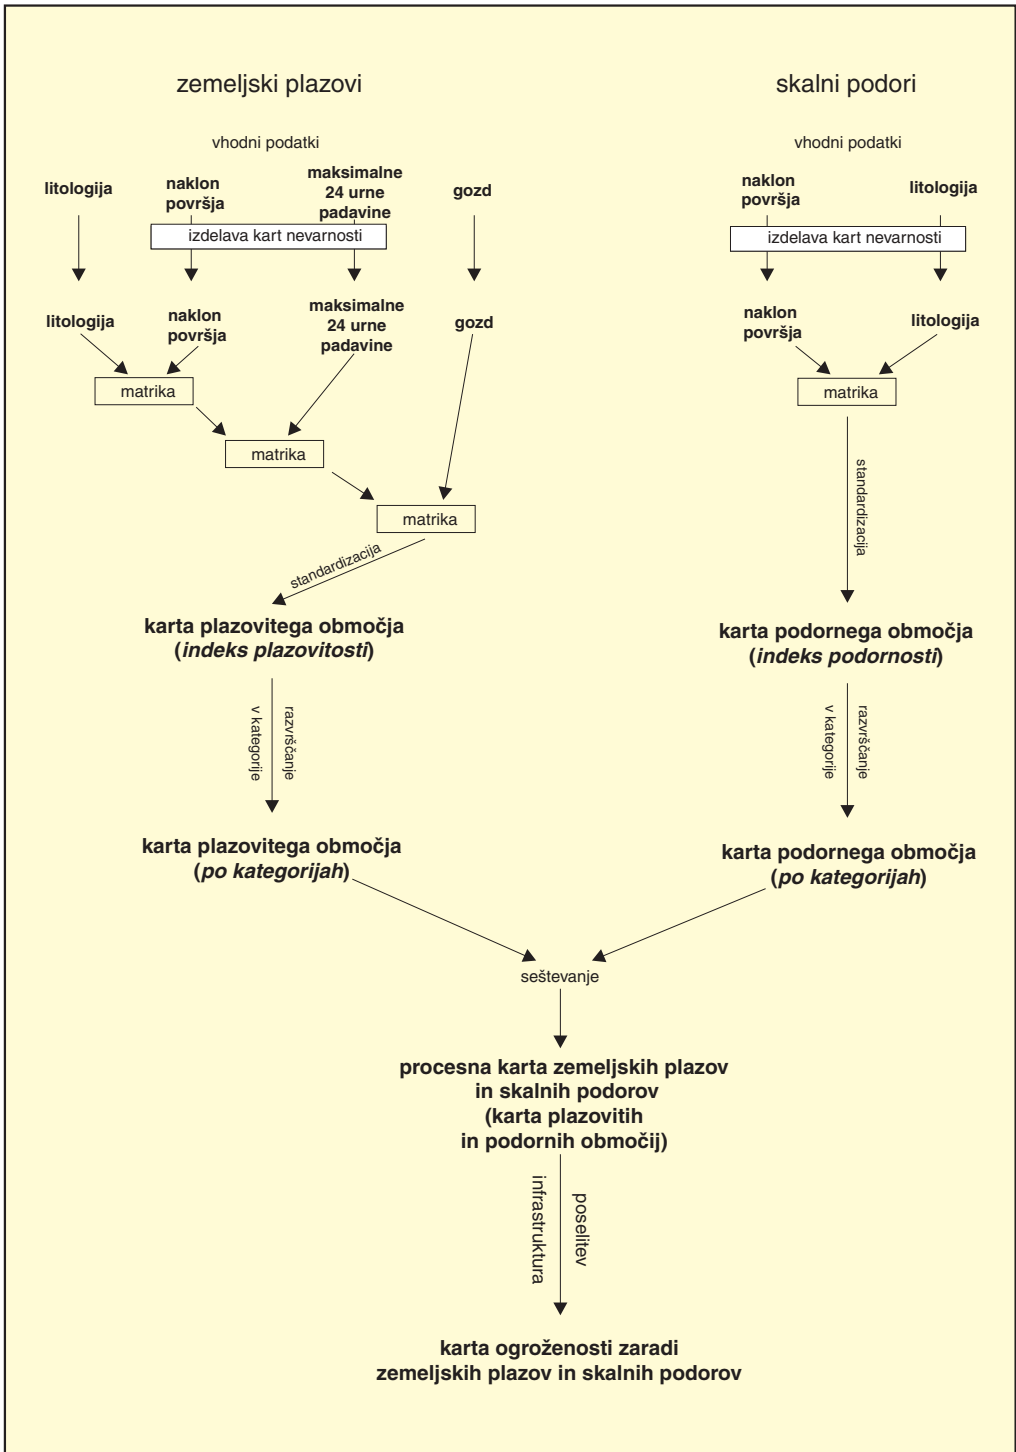 zemeljski plazovi
skalni podori
vhodni podatki
vhodni podatki
litologija
naklon
površja
maksimalne
24 urne
padavine
gozd
naklon
površja
litologija
izdelava kart nevarnosti
izdelava kart nevarnosti
litologija
naklon
površja
maksimalne
24 urne
padavine
gozd
naklon
površja
litologija
matrika
matrika
matrika
matrika
standardizacija
standardizacija
karta plazovitega območja
(indeks plazovitosti)
karta podornega območja
(indeks podornosti)
razvrščanje
v kategorije
razvrščanje
v kategorije
karta plazovitega območja
(po kategorijah)
karta podornega območja
(po kategorijah)
seštevanje
procesna karta zemeljskih plazov
in skalnih podorov
(karta plazovitih
in podornih območij)
poselitev
infrastruktura
karta ogroženosti zaradi
zemeljskih plazov in skalnih podorov